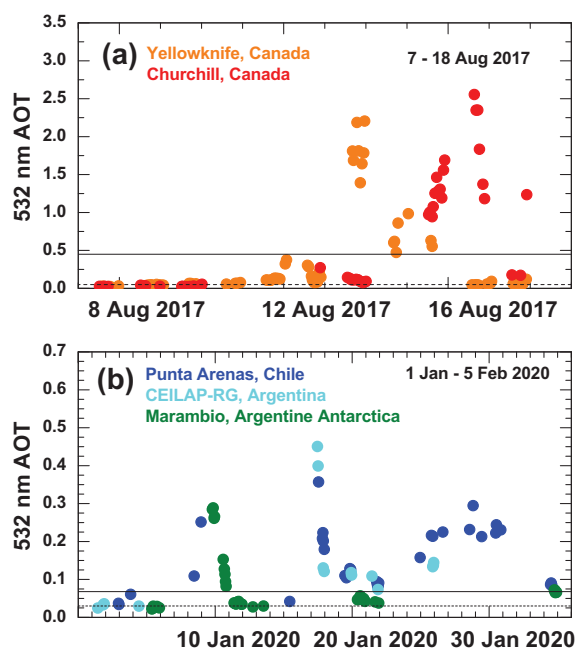 (a)
Yellowknife, Canada
Churchill, Canada
7 - 18 Aug 2017
532 nm AOT
3.5
3.0
2.5
2.0
1.5
1.0
0.5
0.0
8 Aug 2017
12 Aug 2017
16 Aug 2017
(b)
Punta Arenas, Chile
CEILAP-RG, Argentina
Marambio, Argentine Antarctica
1 Jan - 5 Feb 2020
532 nm AOT
0.7
0.6
0.5
0.4
0.3
0.2
0.1
0.0
10 Jan 2020
20 Jan 2020
30 Jan 2020